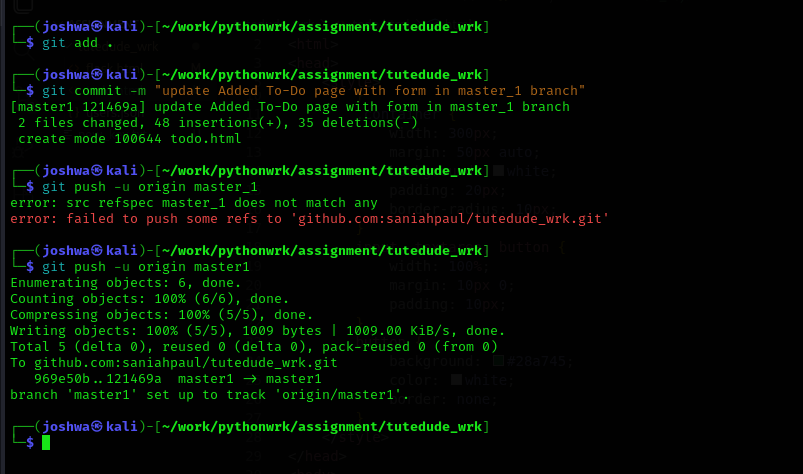 ┌──(joshwa㉿kali)-[~/work/pythonwrk/assignment/tutedude_wrk]
└─$ git add .
┌──(joshwa㉿kali)-[~/work/pythonwrk/assignment/tutedude_wrk]
└─$ git commit -m "update Added To-Do page with form in master_1 branch"
[master1 121469a] update Added To-Do page with form in master_1 branch
 2 files changed, 48 insertions(+), 35 deletions(-)
 create mode 100644 todo.html
┌──(joshwa㉿kali)-[~/work/pythonwrk/assignment/tutedude_wrk]
└─$ git push -u origin master_1
error: src refspec master_1 does not match any
error: failed to push some refs to 'github.com:saniahpaul/tutedude_wrk.git'
┌──(joshwa㉿kali)-[~/work/pythonwrk/assignment/tutedude_wrk]
└─$ git push -u origin master1
Enumerating objects: 6, done.
Counting objects: 100% (6/6), done.
Compressing objects: 100% (5/5), done.
Writing objects: 100% (5/5), 1009 bytes | 1009.00 KiB/s, done.
Total 5 (delta 0), reused 0 (delta 0), pack-reused 0 (from 0)
To github.com:saniahpaul/tutedude_wrk.git
   969e50b..121469a  master1 -> master1
branch 'master1' set up to track 'origin/master1'.
┌──(joshwa㉿kali)-[~/work/pythonwrk/assignment/tutedude_wrk]
└─$